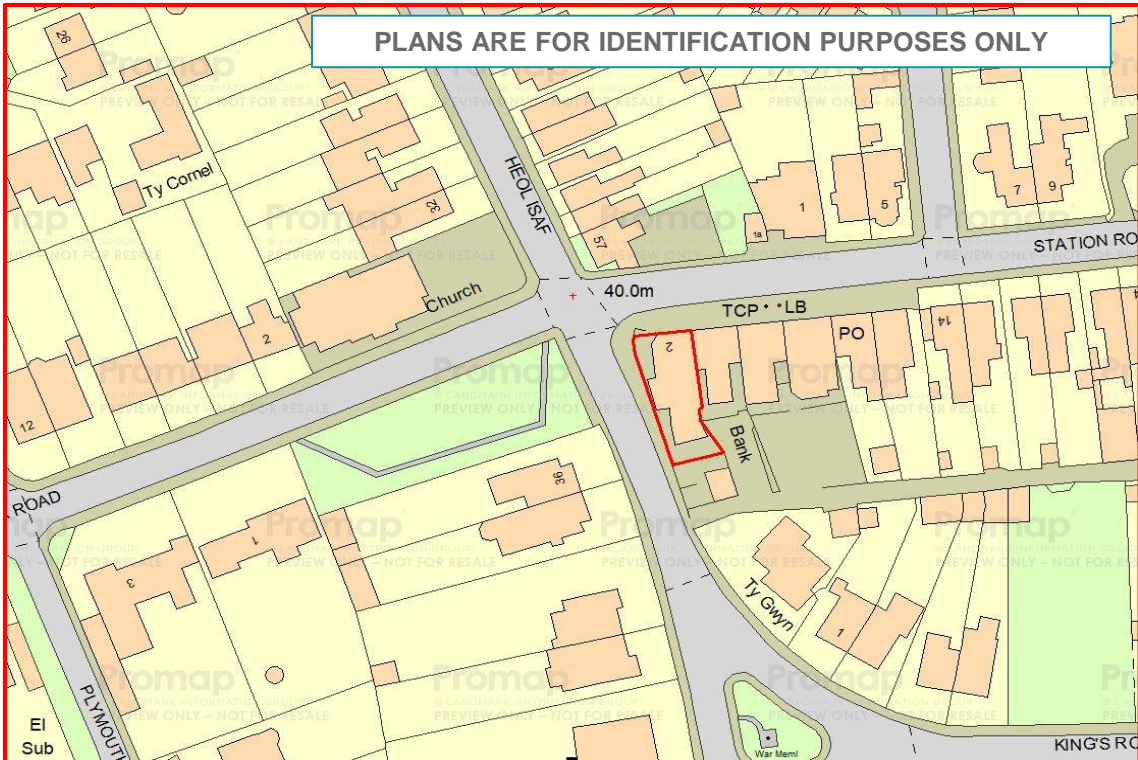 PLANS ARE FOR IDENTIFICATION PURPOSES ONLY
26
Promap
© LANDMARK INFORMATION GROUP
PREVIEW ONLY – NOT FOR RESALE
Ty Cornel
HEOL ISAF
32
57
1
1a
5
7
9
STATION RO
Church
40.0m
TCP
LB
2
2
PO
14
12
Bank
ROAD
36
1
3
Ty Gwyn
1
PLYMOUTH
El
Sub
War Meml
KING'S RO